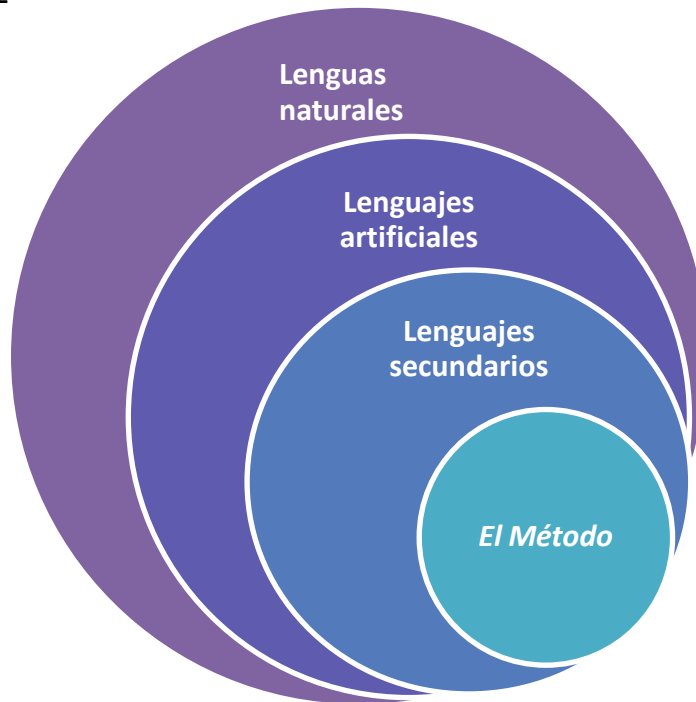 Lenguas
naturales
Lenguajes
artificiales
Lenguajes
secundarios
El Método